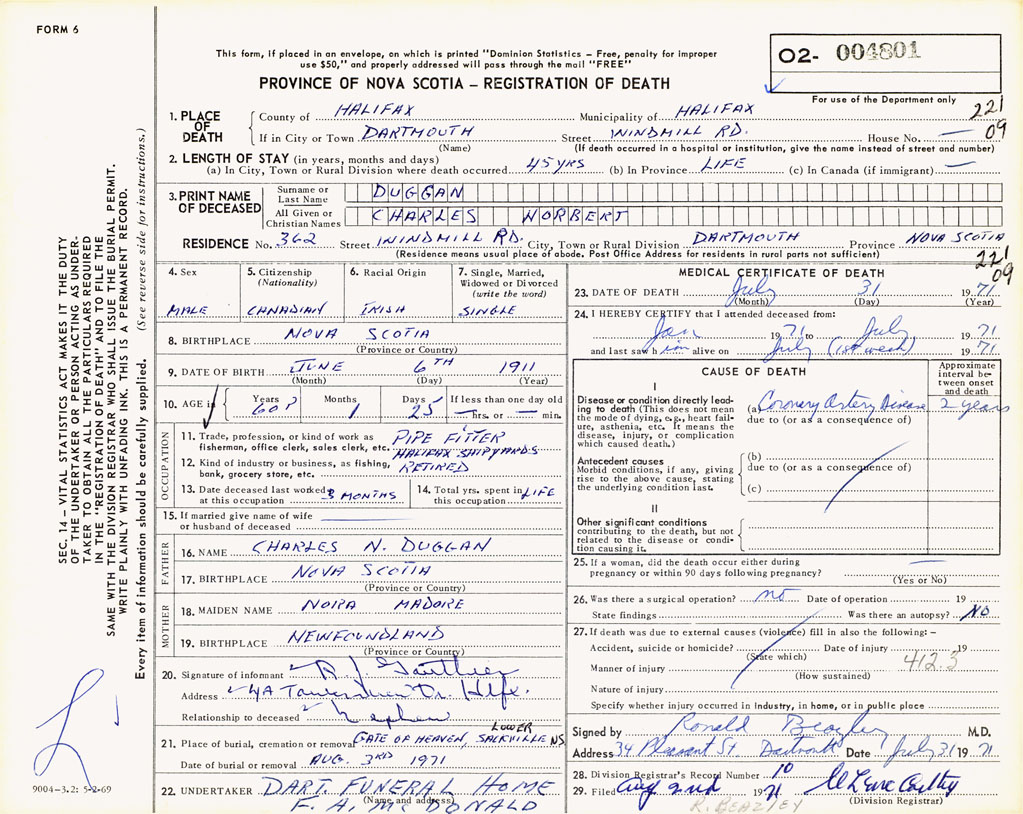 FORM 6
This form, if placed in an envelope, on which is printed "Dominion Statistics – Free, penalty for improper
use $50," and properly addressed will pass through the mail "FREE"
O2- 004801
PROVINCE OF NOVA SCOTIA – REGISTRATION OF DEATH
For use of the Department only
221
09
1. PLACE OF DEATH
County of HALIFAX Municipality of HALIFAX
If in City or Town DARTMOUTH Street WINDMILL RD. House No. —
(Name) (If death occurred in a hospital or institution, give the name instead of street and number)
2. LENGTH OF STAY (in years, months and days)
(a) In City, Town or Rural Division where death occurred 45 YRS (b) In Province LIFE (c) In Canada (if immigrant) —
3. PRINT NAME OF DECEASED
Surname or Last Name DUGGAN
All Given or Christian Names CHARLES NORBERT
RESIDENCE No. 362 Street WINDMILL RD. City, Town or Rural Division DARTMOUTH Province NOVA SCOTIA
(Residence means usual place of abode. Post Office Address for residents in rural parts not sufficient)
221
09
4. Sex MALE
5. Citizenship (Nationality) CANADIAN
6. Racial Origin IRISH
7. Single, Married, Widowed or Divorced (write the word) SINGLE
8. BIRTHPLACE NOVA SCOTIA
(Province or Country)
9. DATE OF BIRTH JUNE 6TH 1911
(Month) (Day) (Year)
10. AGE in Years 60 Months 1 Days 25 If less than one day old — hrs. or — min.
OCCUPATION
11. Trade, profession, or kind of work as fisherman, office clerk, sales clerk, etc. PIPE FITTER
HALIFAX SHIPYARDS
12. Kind of industry or business, as fishing, bank, grocery store, etc. RETIRED
13. Date deceased last worked at this occupation 3 MONTHS
14. Total yrs. spent in this occupation LIFE
15. If married give name of wife or husband of deceased
FATHER
16. NAME CHARLES N. DUGGAN
17. BIRTHPLACE NOVA SCOTIA
(Province or Country)
MOTHER
18. MAIDEN NAME NORA MADORE
19. BIRTHPLACE NEWFOUNDLAND
(Province or Country)
20. Signature of informant R J Gauthier
Address 4A Dr. Hlfx.
Relationship to deceased Nephew
21. Place of burial, cremation or removal GATE OF HEAVEN, LOWER SACKVILLE NS
Date of burial or removal AUG. 3RD 1971
22. UNDERTAKER DART. FUNERAL HOME
(Name and address)
F. A. McDONALD
MEDICAL CERTIFICATE OF DEATH
23. DATE OF DEATH July 31 1971
(Month) (Day) (Year)
24. I HEREBY CERTIFY that I attended deceased from:
Jan 1971 to July 1971
and last saw him alive on July (1st week) 1971
CAUSE OF DEATH
Approximate interval between onset and death
I
Disease or condition directly leading to death (This does not mean the mode of dying, e.g., heart failure, asthenia, etc. It means the disease, injury, or complication which caused death.)
(a) Coronary Artery Disease 2 years
due to (or as a consequence of)
Antecedent causes
Morbid conditions, if any, giving rise to the above cause, stating the underlying condition last.
(b)
due to (or as a consequence of)
(c)
II
Other significant conditions
contributing to the death, but not related to the disease or condition causing it.
25. If a woman, did the death occur either during pregnancy or within 90 days following pregnancy? —
(Yes or No)
26. Was there a surgical operation? no Date of operation 19
State findings Was there an autopsy? NO
27. If death was due to external causes (violence) fill in also the following: –
Accident, suicide or homicide? Date of injury 19
(State which)
412.3
Manner of injury
(How sustained)
Nature of injury
Specify whether injury occurred in industry, in home, or in public place
Signed by Ronald Beazley M.D.
Address 34 Pleasant St Dartmouth Date July 31 1971
28. Division Registrar's Record Number 10
29. Filed Aug 2nd 1971
(Division Registrar)
R. BEAZLEY
SEC. 14 – VITAL STATISTICS ACT MAKES IT THE DUTY
OF THE UNDERTAKER OR PERSON ACTING AS UNDER-
TAKER TO OBTAIN ALL THE PARTICULARS REQUIRED
IN THE "REGISTRATION OF DEATH" AND TO FILE THE
SAME WITH THE DIVISION REGISTRAR WHO SHALL ISSUE THE BURIAL PERMIT.
WRITE PLAINLY WITH UNFADING INK. THIS IS A PERMANENT RECORD.
Every item of information should be carefully supplied. (See reverse side for instructions.)
9004-3.2: 5-2-69